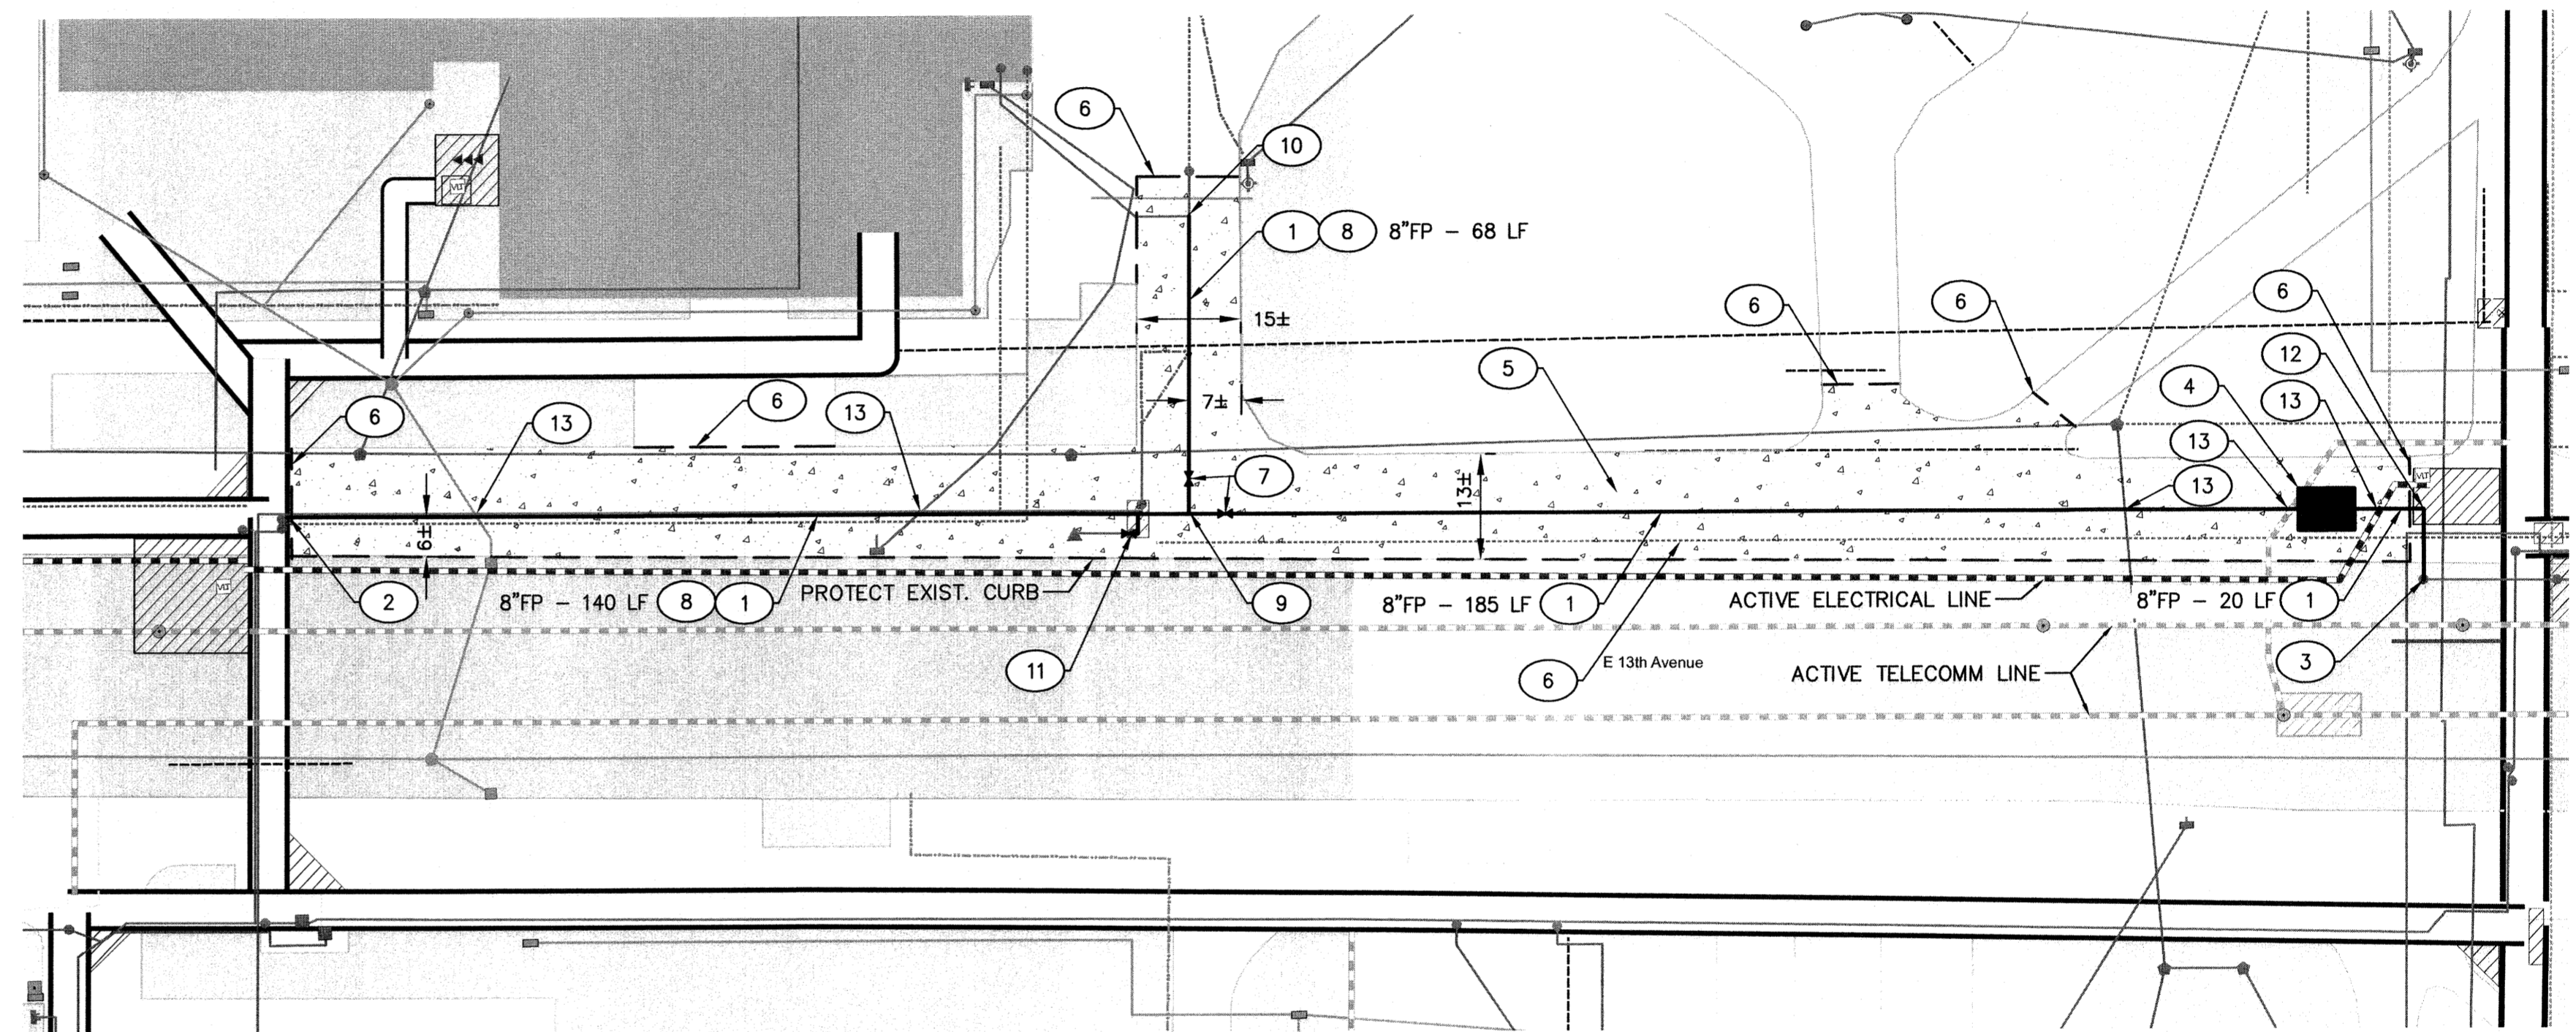 6
10
VLT
1 8 8"FP – 68 LF
6
6
6
15±
12
5
4
13
7±
6
6
13
13
13
7
13±
13
VLT
6±
VLT
2
8"FP – 140 LF 8 1
PROTECT EXIST. CURB
9
8"FP – 185 LF 1
ACTIVE ELECTRICAL LINE
8"FP – 20 LF 1
11
6
E 13th Avenue
ACTIVE TELECOMM LINE
3